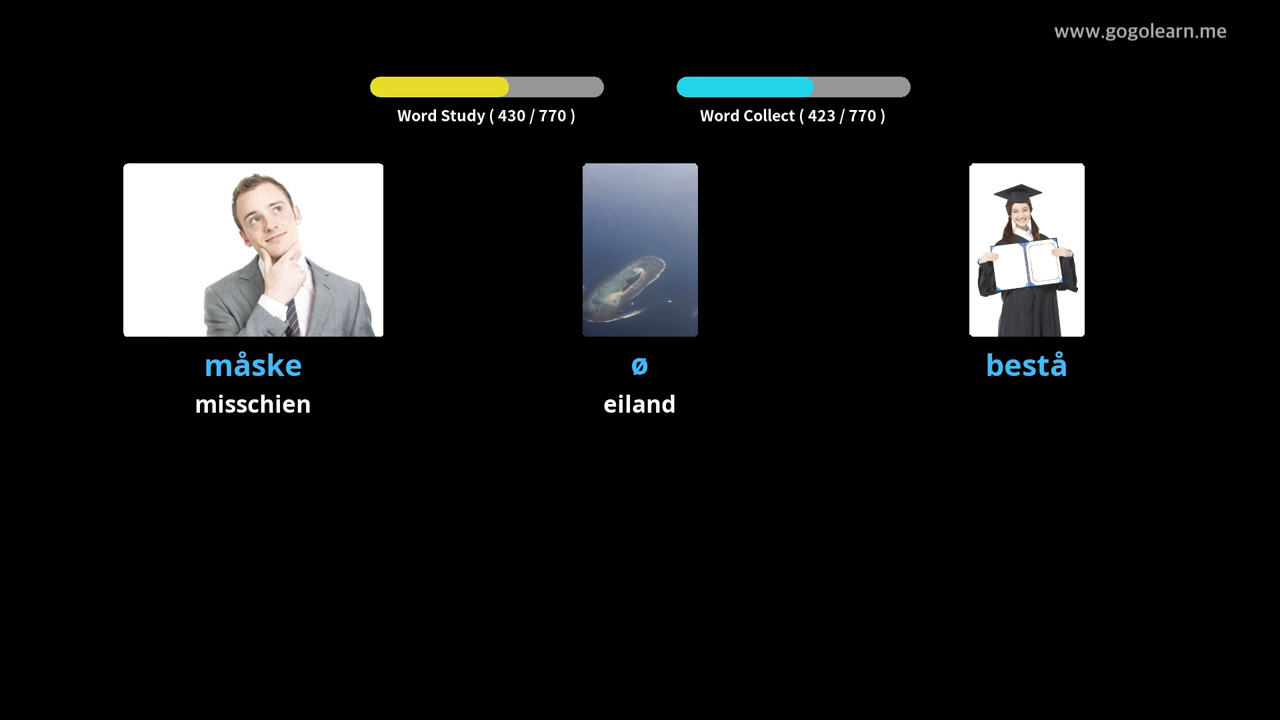 www.gogolearn.me
Word Study ( 430 / 770 )
Word Collect ( 423 / 770 )
måske
ø
bestå
misschien
eiland